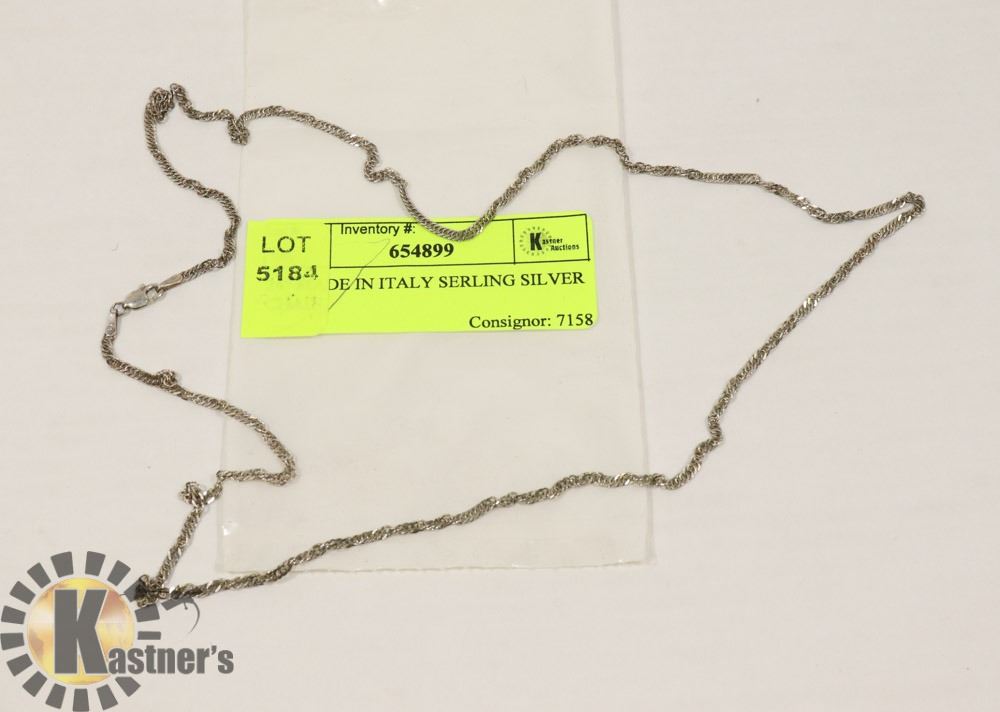 LOT
5184
Inventory #:
654899
Kastner
Auctions
DE IN ITALY SERLING SILVER
Consignor: 7158
Kastner's